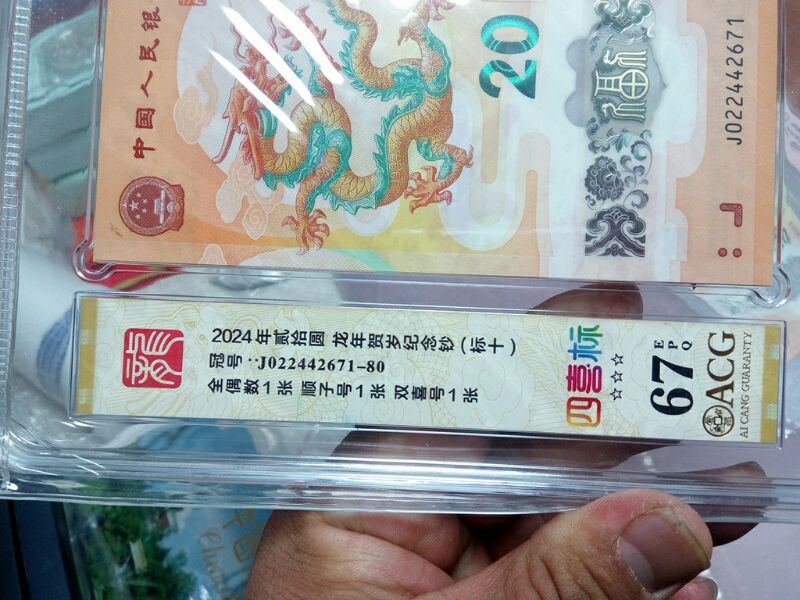 中国人民银
20
福
J022442671
龍
2024年贰拾圆 龙年贺岁纪念钞（标十）
冠号：J022442671-80
全偶数1张 顺子号1张 双喜号1张
四喜标
☆☆☆
67 EPQ
ACG
AI CANG GUARANTY